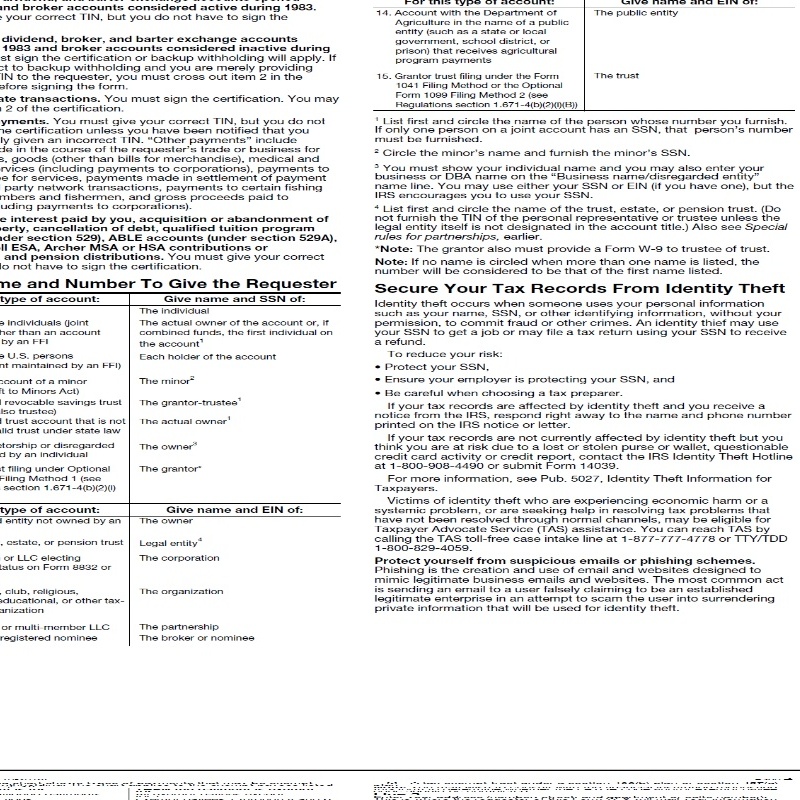 e your correct TIN, but you do not have to sign the
dividend, broker, and barter exchange accounts
1983 and broker accounts considered inactive during
st sign the certification or backup withholding will apply. If
ct to backup withholding and you are merely providing
TIN to the requester, you must cross out item 2 in the
efore signing the form.
ate transactions. You must sign the certification. You may
n 2 of the certification.
yments. You must give your correct TIN, but you do not
he certification unless you have been notified that you
ly given an incorrect TIN. "Other payments" include
de in the course of the requester's trade or business for
s, goods (other than bills for merchandise), medical and
rvices (including payments to corporations), payments to
ee for services, payments made in settlement of payment
party network transactions, payments to certain fishing
mbers and fishermen, and gross proceeds paid to
luding payments to corporations).
e interest paid by you, acquisition or abandonment of
perty, cancellation of debt, qualified tuition program
nder section 529), ABLE accounts (under section 529A),
ll ESA, Archer MSA or HSA contributions or
and pension distributions. You must give your correct
do not have to sign the certification.
me and Number To Give the Requester
type of account: Give name and SSN of:
The individual
e individuals (joint
ther than an account
by an FFI
The actual owner of the account or, if
combined funds, the first individual on
the account1
e U.S. persons
nt maintained by an FFI)
Each holder of the account
ccount of a minor
ft to Minors Act)
The minor2
l revocable savings trust
also trustee)
The grantor-trustee1
d trust account that is not
alid trust under state law
The actual owner1
etorship or disregarded
d by an individual
The owner3
st filing under Optional
Filing Method 1 (see
section 1.671-4(b)(2)(i)
The grantor*
type of account: Give name and EIN of:
d entity not owned by an
The owner
, estate, or pension trust Legal entity4
or LLC electing
tatus on Form 8832 or
The corporation
, club, religious,
educational, or other tax-
anization
The organization
or multi-member LLC The partnership
registered nominee The broker or nominee
For this type of account: Give name and EIN of:
14. Account with the Department of
Agriculture in the name of a public
entity (such as a state or local
government, school district, or
prison) that receives agricultural
program payments
The public entity
15. Grantor trust filing under the Form
1041 Filing Method or the Optional
Form 1099 Filing Method 2 (see
Regulations section 1.671-4(b)(2)(i)(B))
The trust
1 List first and circle the name of the person whose number you furnish.
If only one person on a joint account has an SSN, that person's number
must be furnished.
2 Circle the minor's name and furnish the minor's SSN.
3 You must show your individual name and you may also enter your
business or DBA name on the "Business name/disregarded entity"
name line. You may use either your SSN or EIN (if you have one), but the
IRS encourages you to use your SSN.
4 List first and circle the name of the trust, estate, or pension trust. (Do
not furnish the TIN of the personal representative or trustee unless the
legal entity itself is not designated in the account title.) Also see Special
rules for partnerships, earlier.
*Note: The grantor also must provide a Form W-9 to trustee of trust.
Note: If no name is circled when more than one name is listed, the
number will be considered to be that of the first name listed.
Secure Your Tax Records From Identity Theft
Identity theft occurs when someone uses your personal information
such as your name, SSN, or other identifying information, without your
permission, to commit fraud or other crimes. An identity thief may use
your SSN to get a job or may file a tax return using your SSN to receive
a refund.
To reduce your risk:
• Protect your SSN,
• Ensure your employer is protecting your SSN, and
• Be careful when choosing a tax preparer.
If your tax records are affected by identity theft and you receive a
notice from the IRS, respond right away to the name and phone number
printed on the IRS notice or letter.
If your tax records are not currently affected by identity theft but you
think you are at risk due to a lost or stolen purse or wallet, questionable
credit card activity or credit report, contact the IRS Identity Theft Hotline
at 1-800-908-4490 or submit Form 14039.
For more information, see Pub. 5027, Identity Theft Information for
Taxpayers.
Victims of identity theft who are experiencing economic harm or a
systemic problem, or are seeking help in resolving tax problems that
have not been resolved through normal channels, may be eligible for
Taxpayer Advocate Service (TAS) assistance. You can reach TAS by
calling the TAS toll-free case intake line at 1-877-777-4778 or TTY/TDD
1-800-829-4059.
Protect yourself from suspicious emails or phishing schemes.
Phishing is the creation and use of email and websites designed to
mimic legitimate business emails and websites. The most common act
is sending an email to a user falsely claiming to be an established
legitimate enterprise in an attempt to scam the user into surrendering
private information that will be used for identity theft.